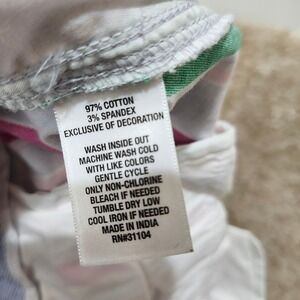 97% COTTON
3% SPANDEX
EXCLUSIVE OF DECORATION
WASH INSIDE OUT
MACHINE WASH COLD
WITH LIKE COLORS
GENTLE CYCLE
ONLY NON-CHLORINE
BLEACH IF NEEDED
TUMBLE DRY LOW
COOL IRON IF NEEDED
MADE IN INDIA
RN#31104